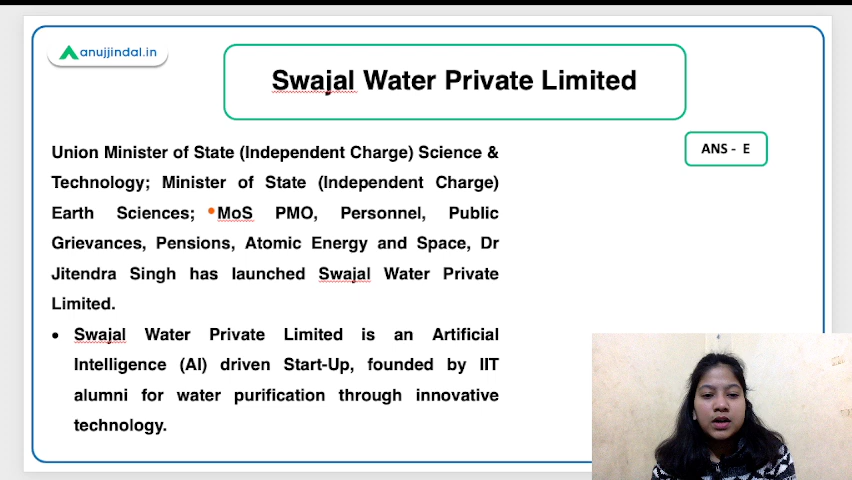 anujjindal.in
Swajal Water Private Limited
ANS - E
Union Minister of State (Independent Charge) Science &
Technology; Minister of State (Independent Charge)
Earth Sciences; MoS PMO, Personnel, Public
Grievances, Pensions, Atomic Energy and Space, Dr
Jitendra Singh has launched Swajal Water Private
Limited.
• Swajal Water Private Limited is an Artificial
Intelligence (AI) driven Start-Up, founded by IIT
alumni for water purification through innovative
technology.